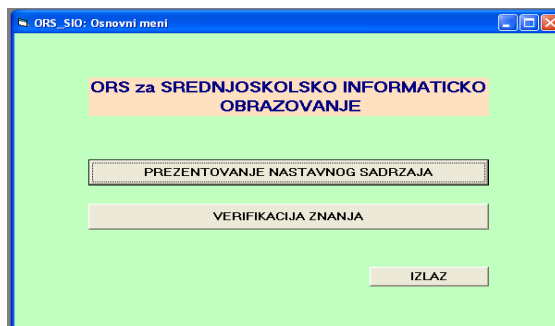 ORS_SIO: Osnovni meni
ORS za SREDNJOSKOLSKO INFORMATICKO
OBRAZOVANJE
PREZENTOVANJE NASTAVNOG SADRZAJA
VERIFIKACIJA ZNANJA
IZLAZ